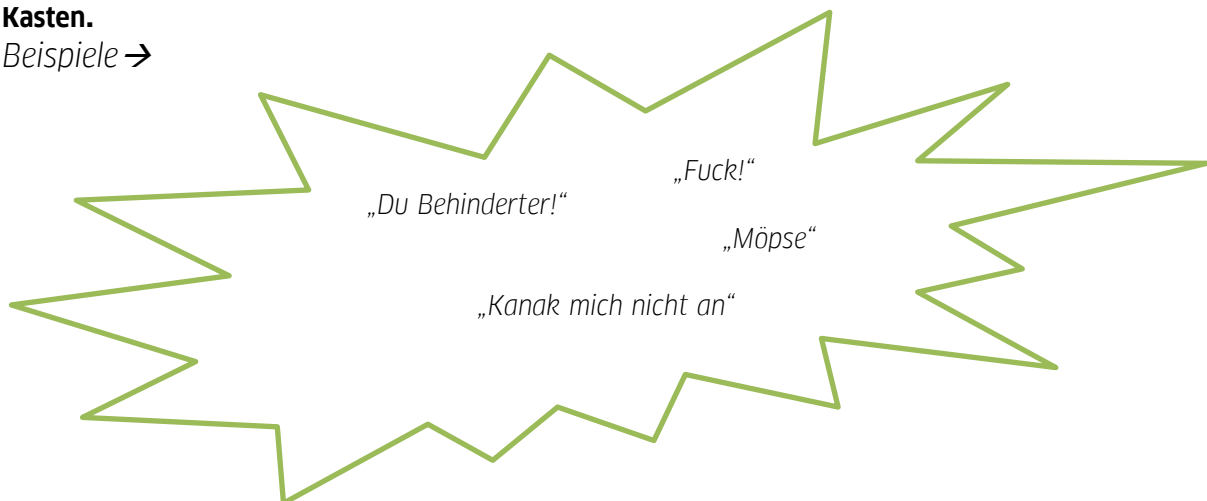 Kasten.
Beispiele →
„Fuck!“
„Du Behinderter!“
„Möpse“
„Kanak mich nicht an“